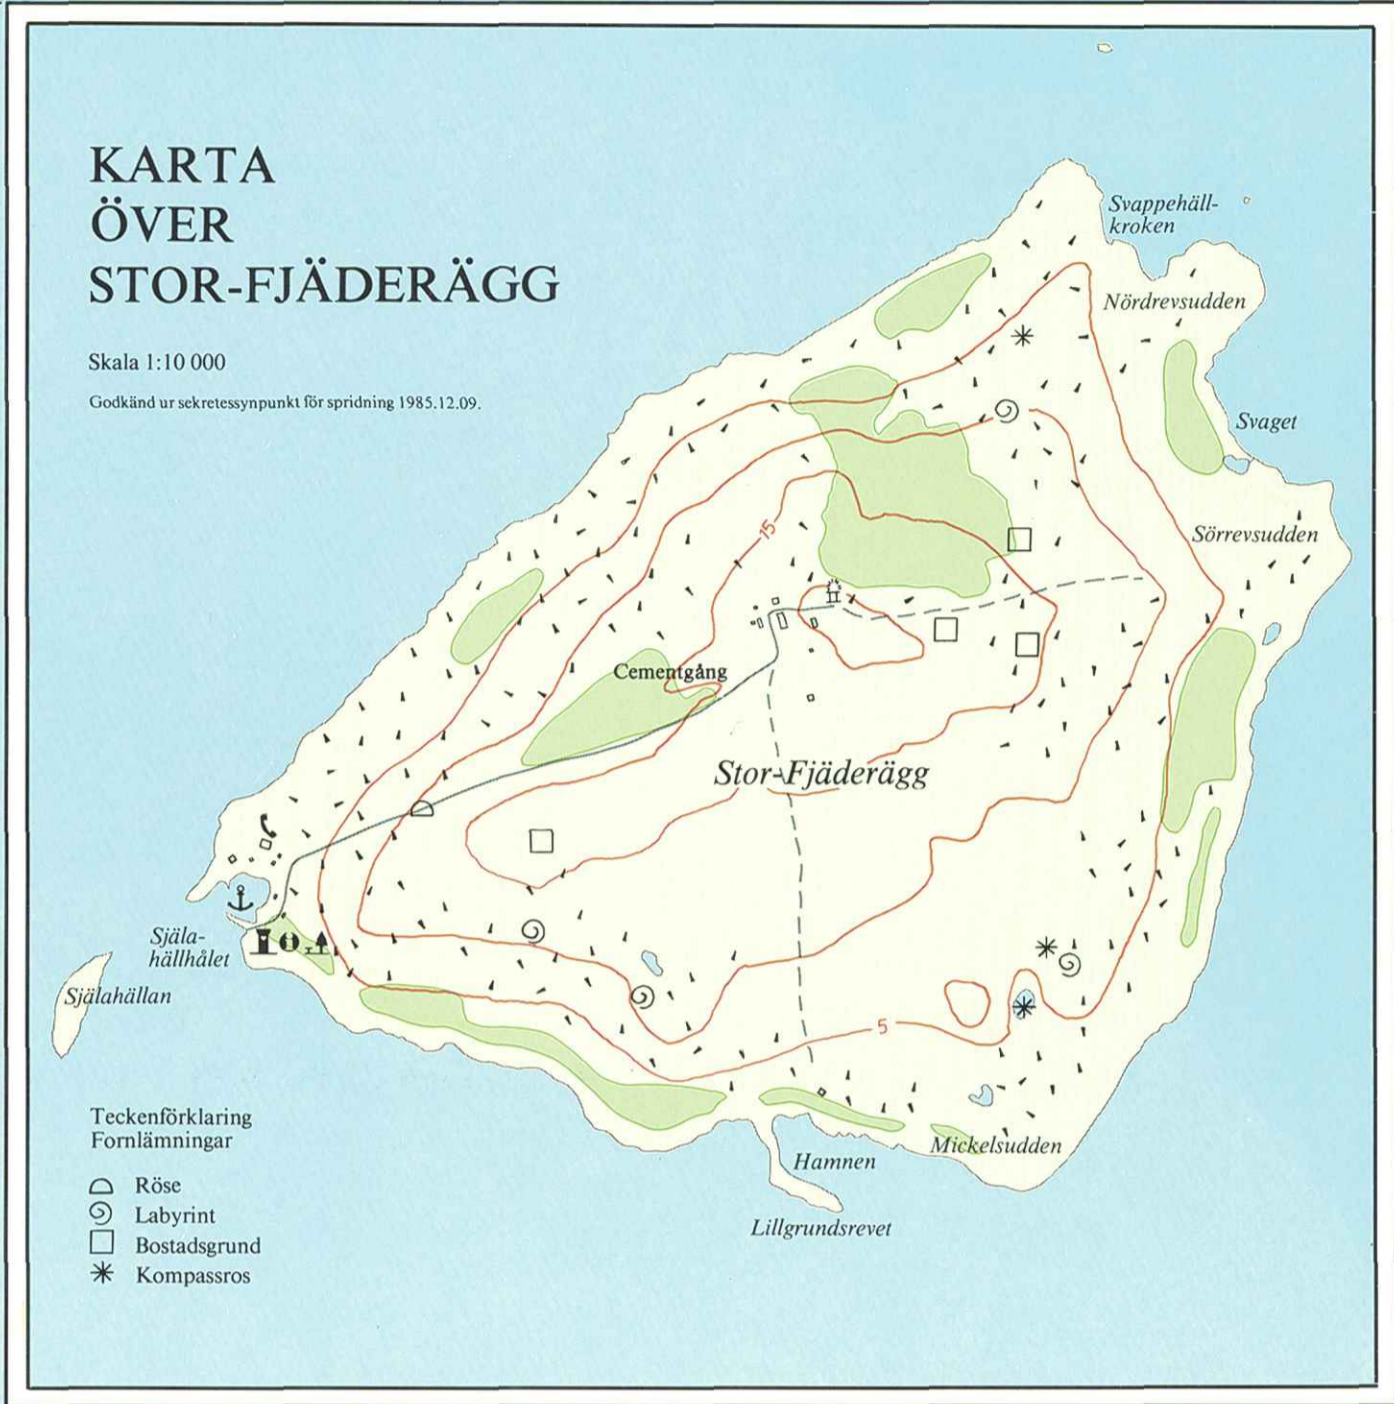 KARTA
ÖVER
STOR-FJÄDERÄGG
Skala 1:10 000
Godkänd ur sekretessynpunkt för spridning 1985.12.09.
Svappehäll-
kroken
Nördrevsudden
Svaget
Sörrevsudden
15
Cementgång
Stor-Fjäderägg
Själa-
hällhålet
Själahällan
5
Hamnen
Mickelsudden
Lillgrundsrevet
Teckenförklaring
Fornlämningar
Röse
Labyrint
Bostadsgrund
Kompassros